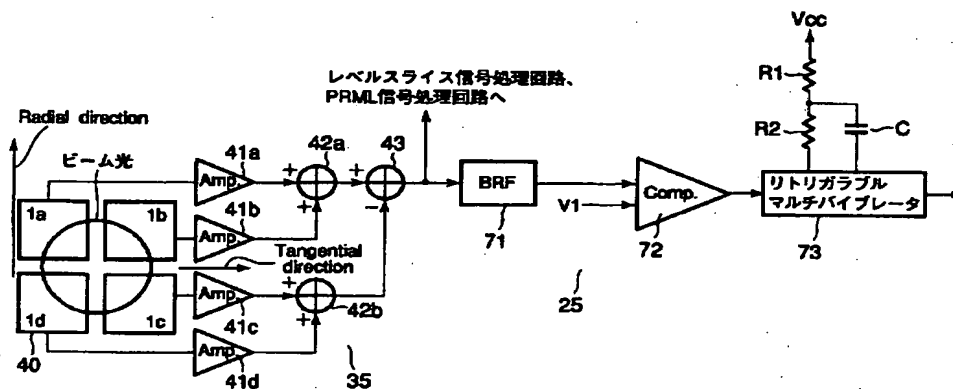 Vcc
レベルスライス信号処理回路、
PRML信号処理回路へ
R1
R2
C
Radial direction
ビーム光
41a
42a
43
Amp.
1a
1b
41b
Amp.
BRF
71
V1
Comp.
72
リトリガラブル
マルチバイブレータ
73
Tangential
direction
1d
1c
Amp.
41c
42b
25
40
Amp.
41d
35
+
+
+
−
+
+